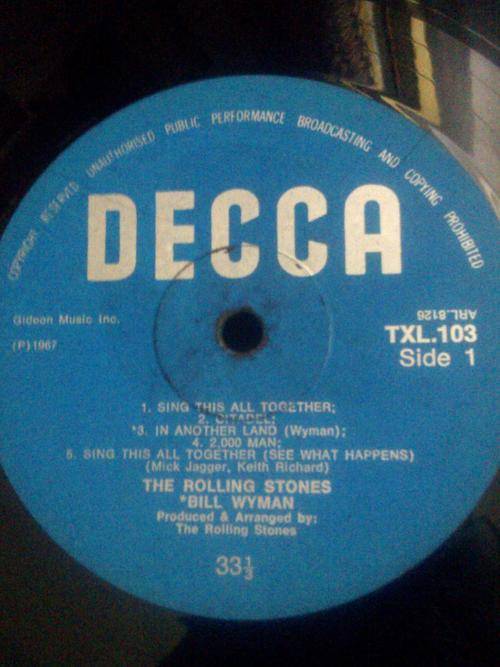 COPYRIGHT RESERVED UNAUTHORISED PUBLIC PERFORMANCE BROADCASTING AND COPYING PROHIBITED
DECCA
Gideon Music Inc.
(P)1967
ARL.8126
TXL.103
Side 1
1. SING THIS ALL TOGETHER;
2. CITADEL;
*3. IN ANOTHER LAND (Wyman);
4. 2,000 MAN;
5. SING THIS ALL TOGETHER (SEE WHAT HAPPENS)
(Mick Jagger, Keith Richard)
THE ROLLING STONES
*BILL WYMAN
Produced & Arranged by:
The Rolling Stones
33⅓